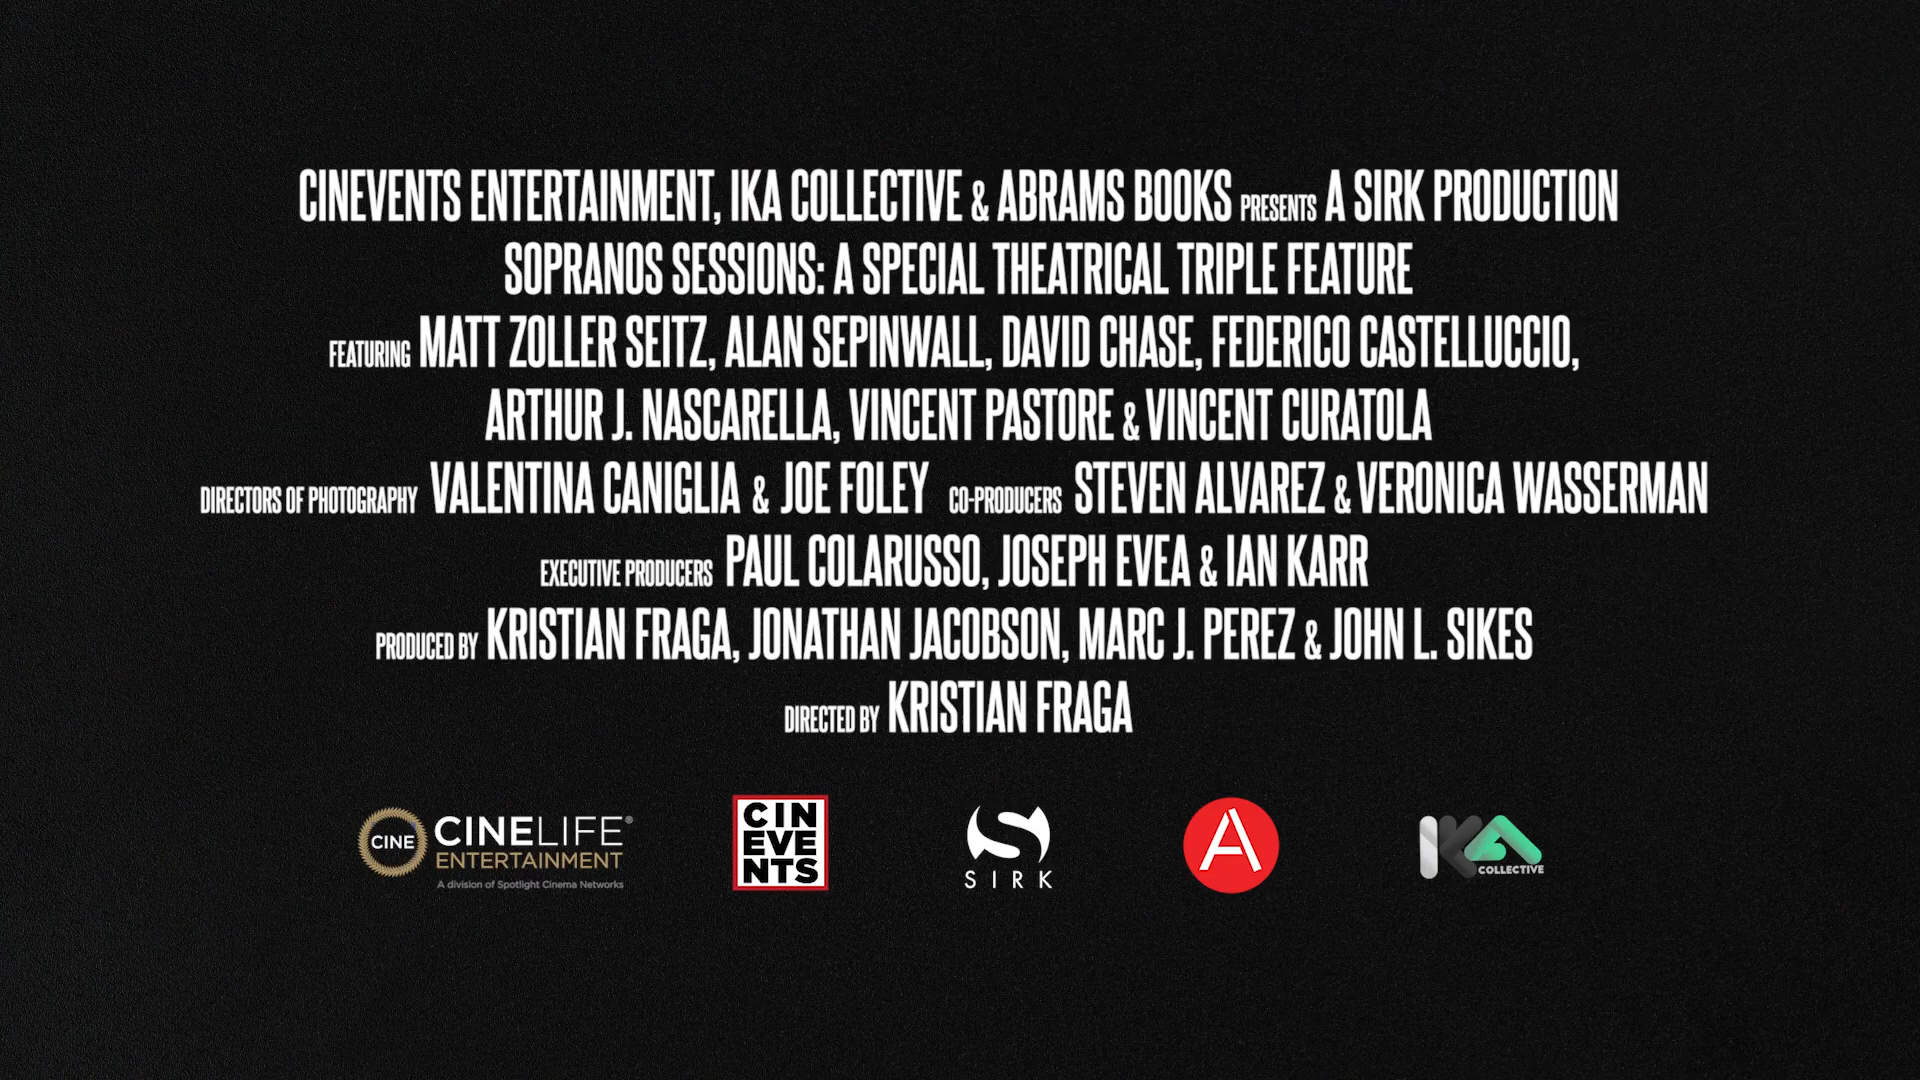 CINEVENTS ENTERTAINMENT, IKA COLLECTIVE & ABRAMS BOOKS PRESENTS A SIRK PRODUCTION
SOPRANOS SESSIONS: A SPECIAL THEATRICAL TRIPLE FEATURE
FEATURING MATT ZOLLER SEITZ, ALAN SEPINWALL, DAVID CHASE, FEDERICO CASTELLUCCIO,
ARTHUR J. NASCARELLA, VINCENT PASTORE & VINCENT CURATOLA
DIRECTORS OF PHOTOGRAPHY VALENTINA CANIGLIA & JOE FOLEY CO-PRODUCERS STEVEN ALVAREZ & VERONICA WASSERMAN
EXECUTIVE PRODUCERS PAUL COLARUSSO, JOSEPH EVEA & IAN KARR
PRODUCED BY KRISTIAN FRAGA, JONATHAN JACOBSON, MARC J. PEREZ & JOHN L. SIKES
DIRECTED BY KRISTIAN FRAGA
CINE
CINELIFE®
ENTERTAINMENT
A division of Spotlight Cinema Networks
CIN
EVE
NTS
S
SIRK
A
IKA
COLLECTIVE